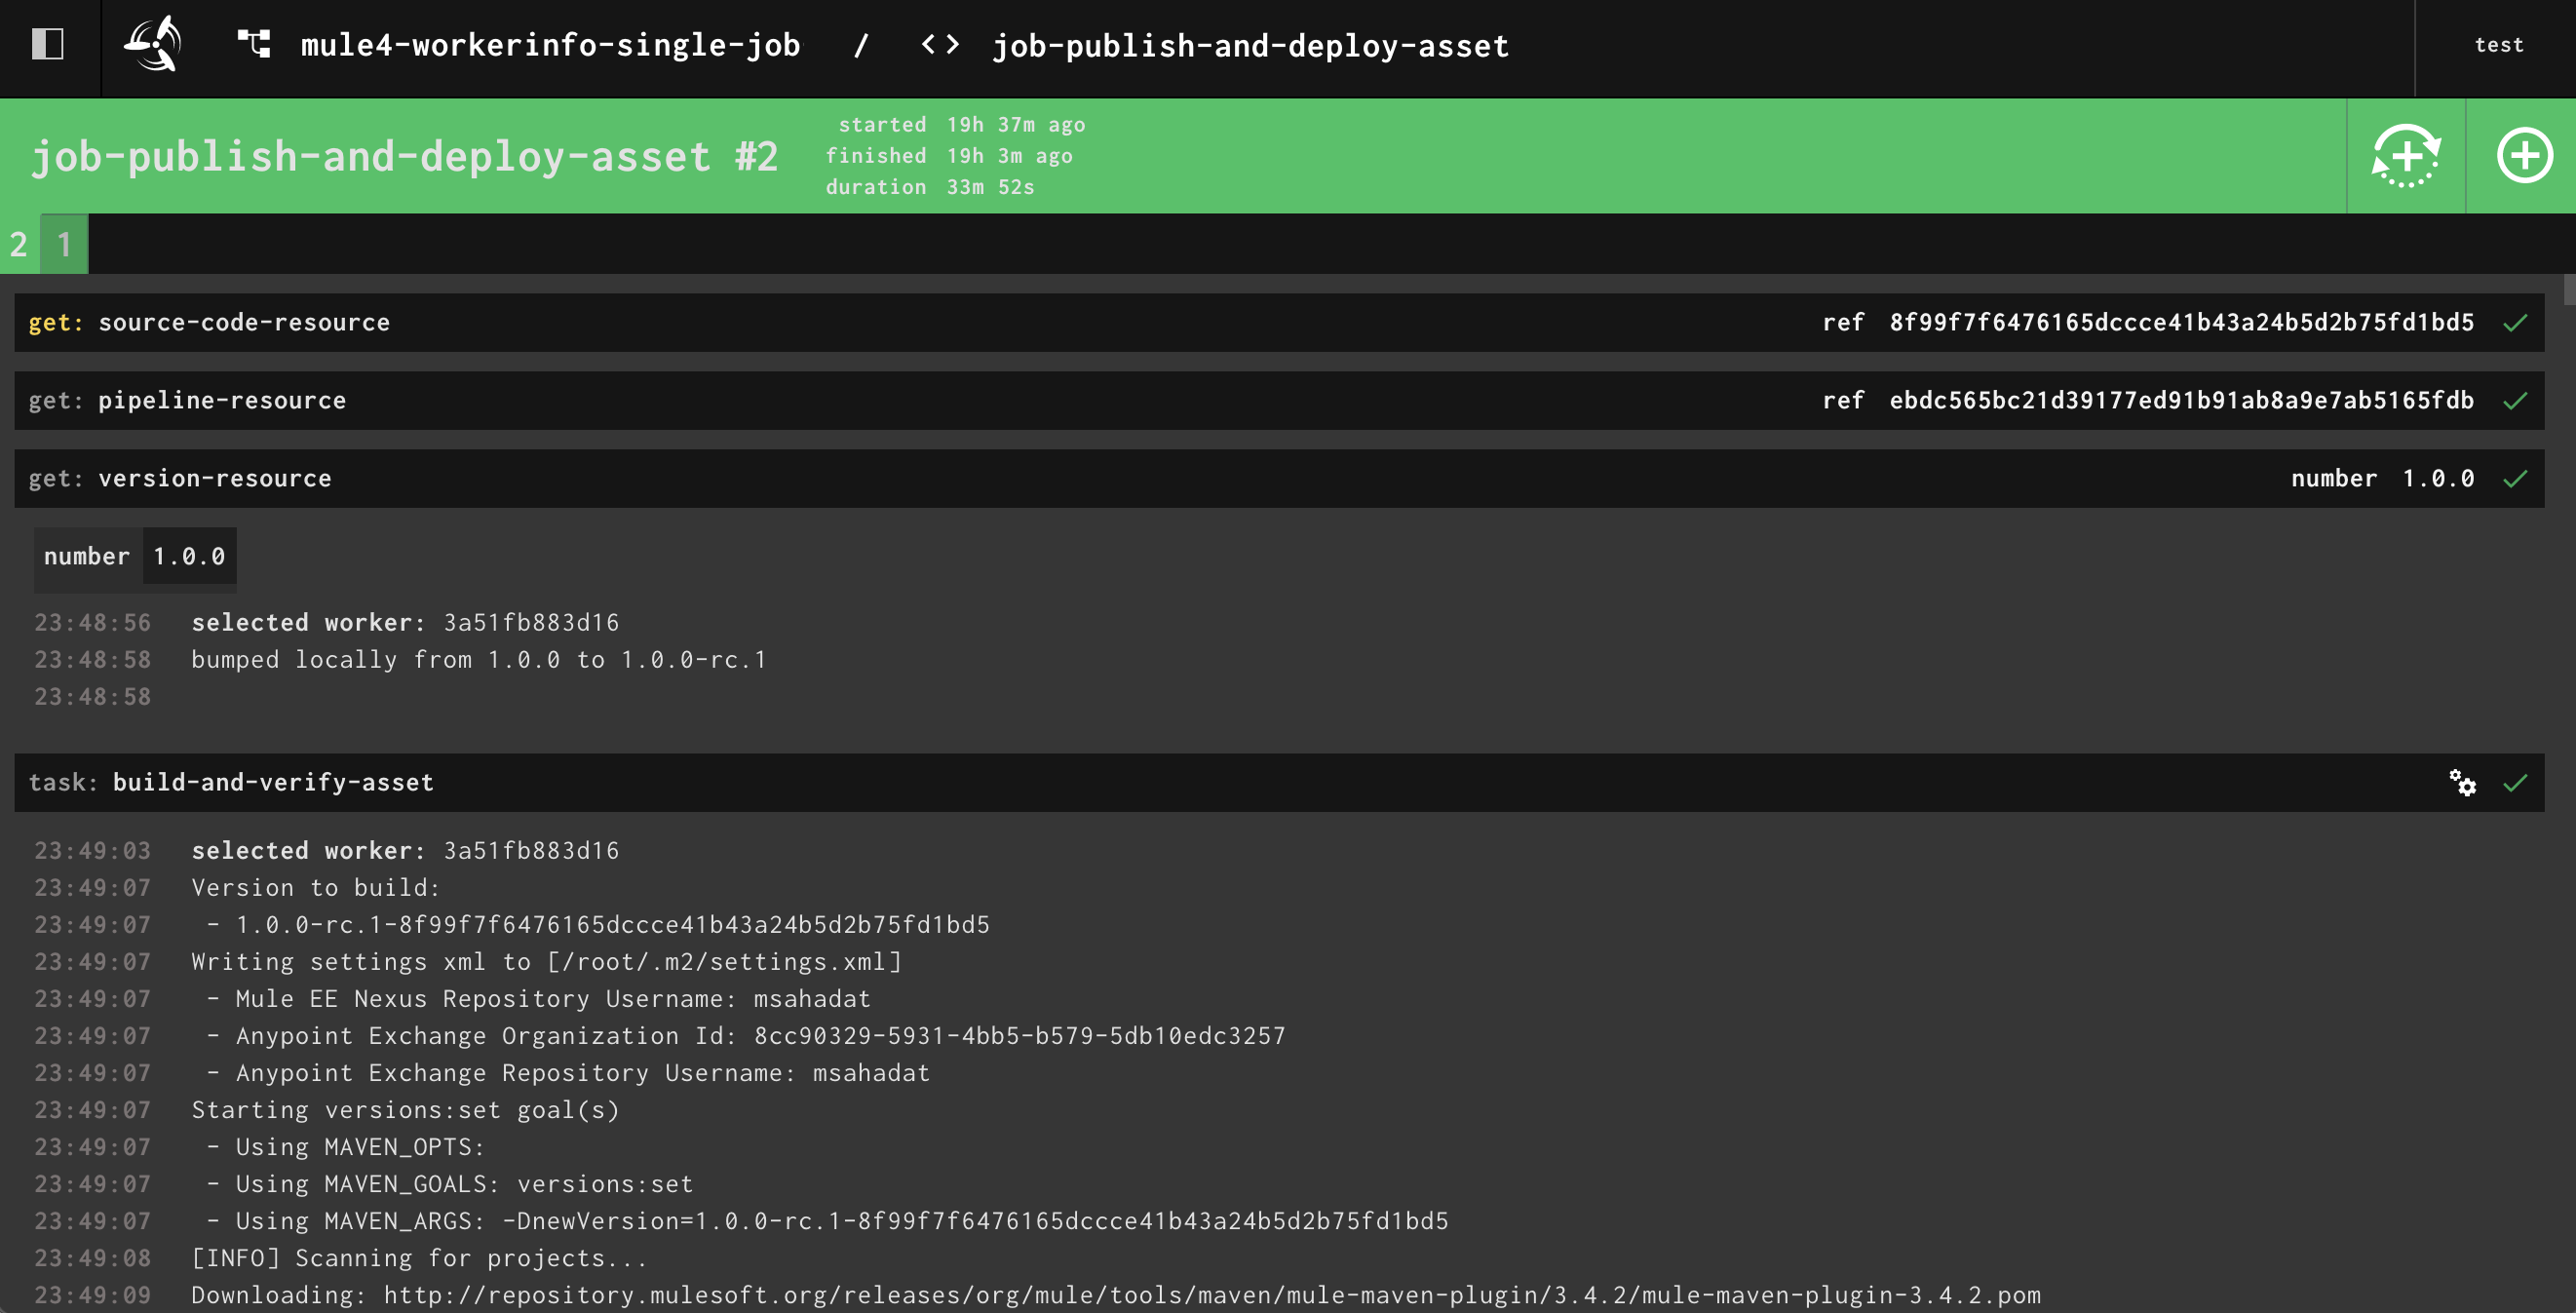 mule4-workerinfo-single-job / <> job-publish-and-deploy-asset test
job-publish-and-deploy-asset #2
started 19h 37m ago
finished 19h 3m ago
duration 33m 52s
2 1
get: source-code-resource ref 8f99f7f6476165dccce41b43a24b5d2b75fd1bd5
get: pipeline-resource ref ebdc565bc21d39177ed91b91ab8a9e7ab5165fdb
get: version-resource number 1.0.0
number 1.0.0
23:48:56 selected worker: 3a51fb883d16
23:48:58 bumped locally from 1.0.0 to 1.0.0-rc.1
23:48:58
task: build-and-verify-asset
23:49:03 selected worker: 3a51fb883d16
23:49:07 Version to build:
23:49:07 - 1.0.0-rc.1-8f99f7f6476165dccce41b43a24b5d2b75fd1bd5
23:49:07 Writing settings xml to [/root/.m2/settings.xml]
23:49:07 - Mule EE Nexus Repository Username: msahadat
23:49:07 - Anypoint Exchange Organization Id: 8cc90329-5931-4bb5-b579-5db10edc3257
23:49:07 - Anypoint Exchange Repository Username: msahadat
23:49:07 Starting versions:set goal(s)
23:49:07 - Using MAVEN_OPTS:
23:49:07 - Using MAVEN_GOALS: versions:set
23:49:07 - Using MAVEN_ARGS: -DnewVersion=1.0.0-rc.1-8f99f7f6476165dccce41b43a24b5d2b75fd1bd5
23:49:08 [INFO] Scanning for projects...
23:49:09 Downloading: http://repository.mulesoft.org/releases/org/mule/tools/maven/mule-maven-plugin/3.4.2/mule-maven-plugin-3.4.2.pom